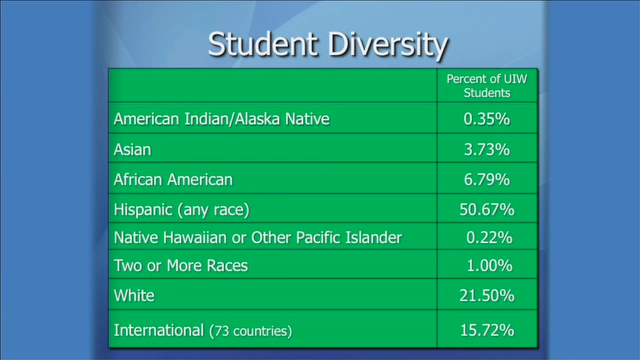 Student Diversity
Percent of UIW
Students
American Indian/Alaska Native 0.35%
Asian 3.73%
African American 6.79%
Hispanic (any race) 50.67%
Native Hawaiian or Other Pacific Islander 0.22%
Two or More Races 1.00%
White 21.50%
International (73 countries) 15.72%